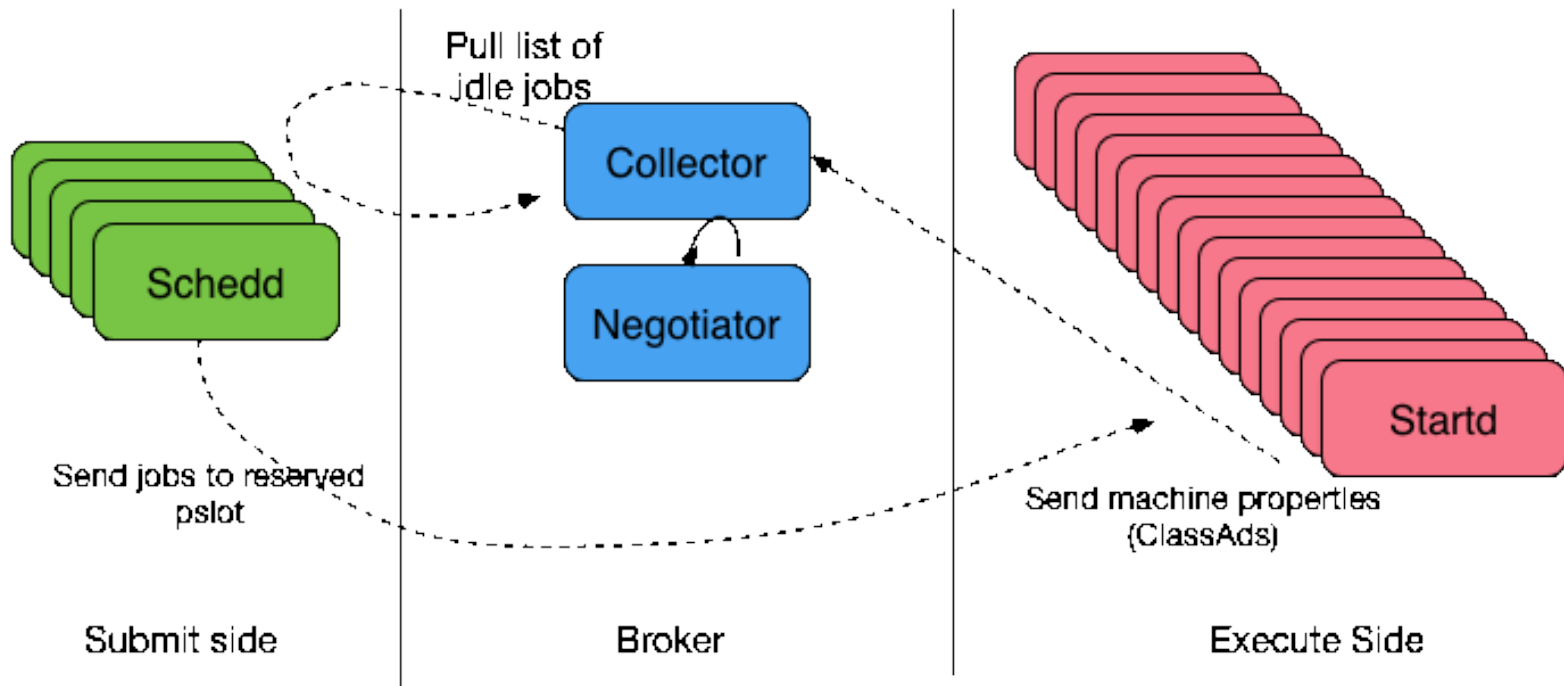 Pull list of
idle jobs
Collector
Schedd
Negotiator
Startd
Send jobs to reserved
pslot
Send machine properties
(ClassAds)
Submit side
Broker
Execute Side